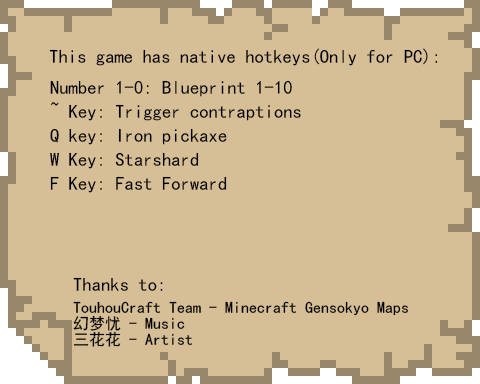 This game has native hotkeys(Only for PC):
Number 1-0: Blueprint 1-10
~ Key: Trigger contraptions
Q key: Iron pickaxe
W Key: Starshard
F Key: Fast Forward
Thanks to:
TouhouCraft Team - Minecraft Gensokyo Maps
幻梦忧 - Music
三花花 - Artist